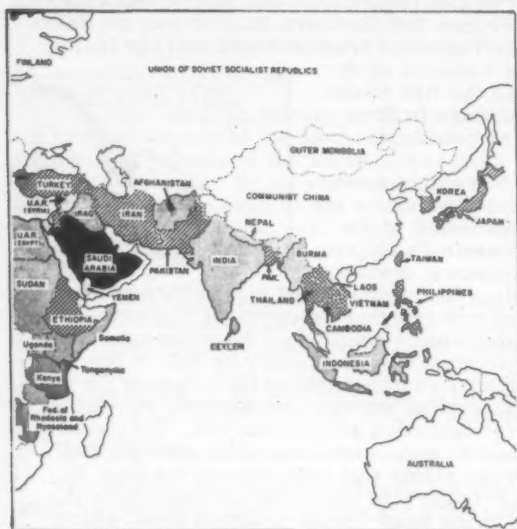 FINLAND
UNION OF SOVIET SOCIALIST REPUBLICS
OUTER MONGOLIA
TURKEY
AFGHANISTAN
COMMUNIST CHINA
KOREA
U.A.R.
(SYRIA)
IRAQ
IRAN
NEPAL
JAPAN
U.A.R.
(EGYPT)
SAUDI
ARABIA
PAKISTAN
INDIA
PAK.
BURMA
LAOS
TAIWAN
SUDAN
YEMEN
THAILAND
VIETNAM
PHILIPPINES
ETHIOPIA
CAMBODIA
Somalia
CEYLON
Uganda
INDONESIA
Kenya
Tanganyika
Fed. of
Rhodesia and
Nyasaland
AUSTRALIA